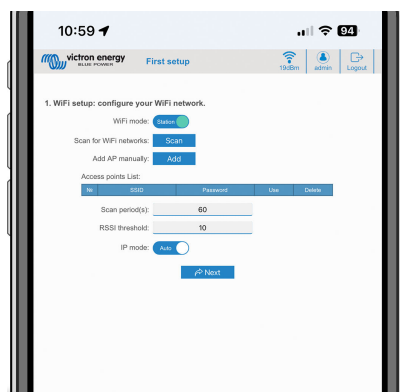 10:59
94
victron energy
BLUE POWER
First setup
19dBm
admin
Logout
1. WiFi setup: configure your WiFi network.
WiFi mode: Station
Scan for WiFi networks: Scan
Add AP manually: Add
Access points List:
№ SSID Password Use Delete
Scan period(s): 60
RSSI threshold: 10
IP mode: Auto
Next